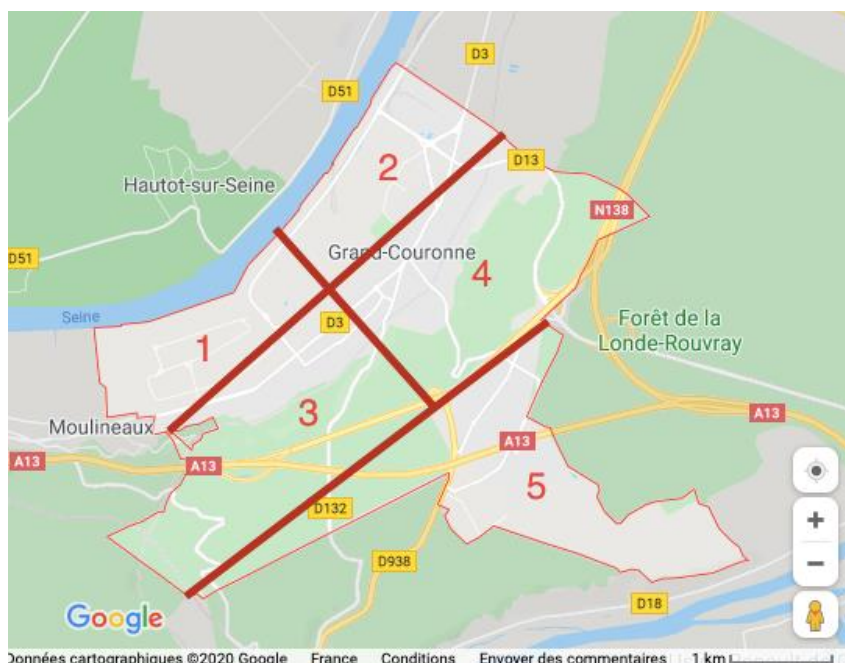 D3
D51
2
D13
Hautot-sur-Seine
N138
Grand-Couronne
4
D51
Seine
D3
Forêt de la
Londe-Rouvray
1
3
Moulineaux
A13
A13
A13
A13
5
D132
D938
D18
Google
Données cartographiques ©2020 Google France Conditions Envoyer des commentaires 1 km